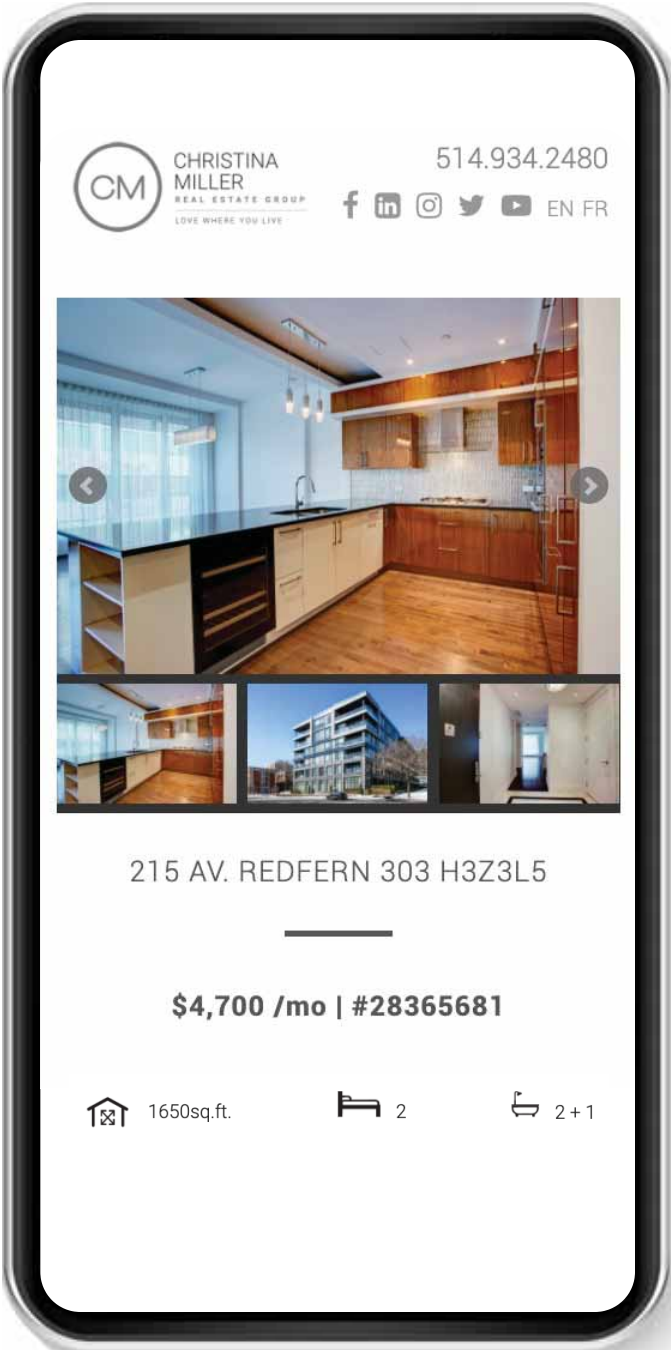 CM
CHRISTINA
MILLER
REAL ESTATE GROUP
LOVE WHERE YOU LIVE
514.934.2480
f in EN FR
215 AV. REDFERN 303 H3Z3L5
$4,700 /mo | #28365681
1650sq.ft. 2 2 + 1